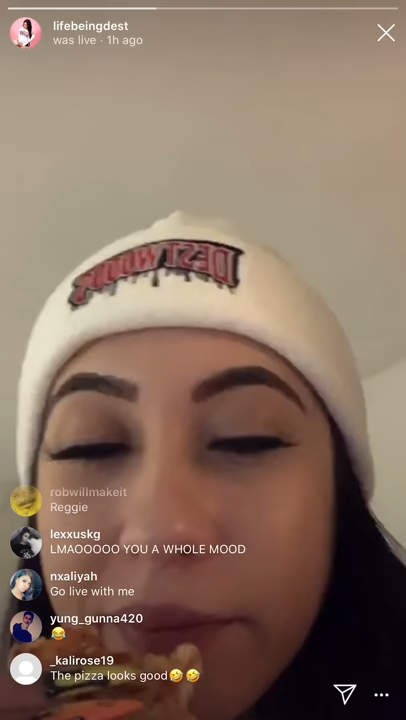 lifebeingdest
was live · 1h ago
DESTWOODS
robwillmakeit
Reggie
lexxuskg
LMAOOOOO YOU A WHOLE MOOD
nxaliyah
Go live with me
yung_gunna420
😂
_kalirose19
The pizza looks good🤣🤣